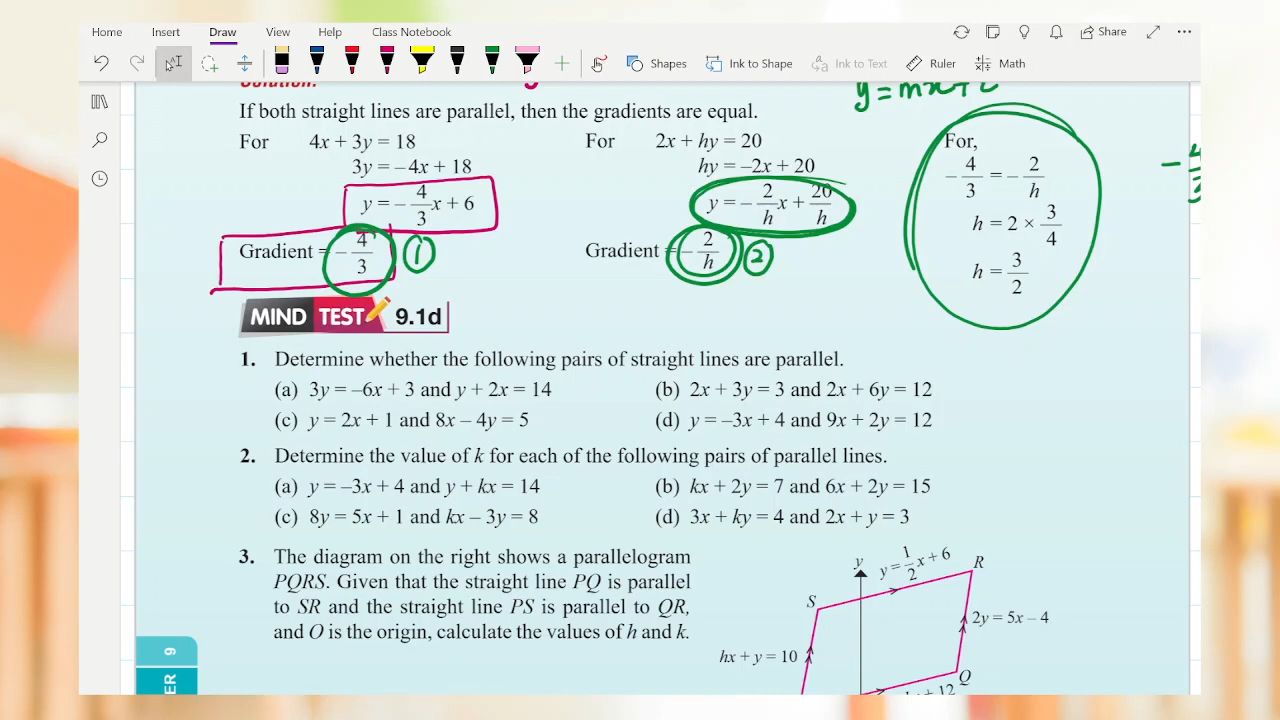 Home Insert Draw View Help Class Notebook Share
Shapes Ink to Shape Ink to Text Ruler Math
Solution:
y = mx + c
If both straight lines are parallel, then the gradients are equal.
For 4x + 3y = 18
3y = –4x + 18
y = – 4/3 x + 6
Gradient = – 4/3 ①
For 2x + hy = 20
hy = –2x + 20
y = – 2/h x + 20/h
Gradient = – 2/h ②
For,
– 4/3 = – 2/h
h = 2 × 3/4
h = 3/2
MIND TEST 9.1d
1. Determine whether the following pairs of straight lines are parallel.
(a) 3y = –6x + 3 and y + 2x = 14 (b) 2x + 3y = 3 and 2x + 6y = 12
(c) y = 2x + 1 and 8x – 4y = 5 (d) y = –3x + 4 and 9x + 2y = 12
2. Determine the value of k for each of the following pairs of parallel lines.
(a) y = –3x + 4 and y + kx = 14 (b) kx + 2y = 7 and 6x + 2y = 15
(c) 8y = 5x + 1 and kx – 3y = 8 (d) 3x + ky = 4 and 2x + y = 3
3. The diagram on the right shows a parallelogram
PQRS. Given that the straight line PQ is parallel
to SR and the straight line PS is parallel to QR,
and O is the origin, calculate the values of h and k.
y
y = 1/2 x + 6
R
S
2y = 5x – 4
hx + y = 10
Q
+ 12
9
ER